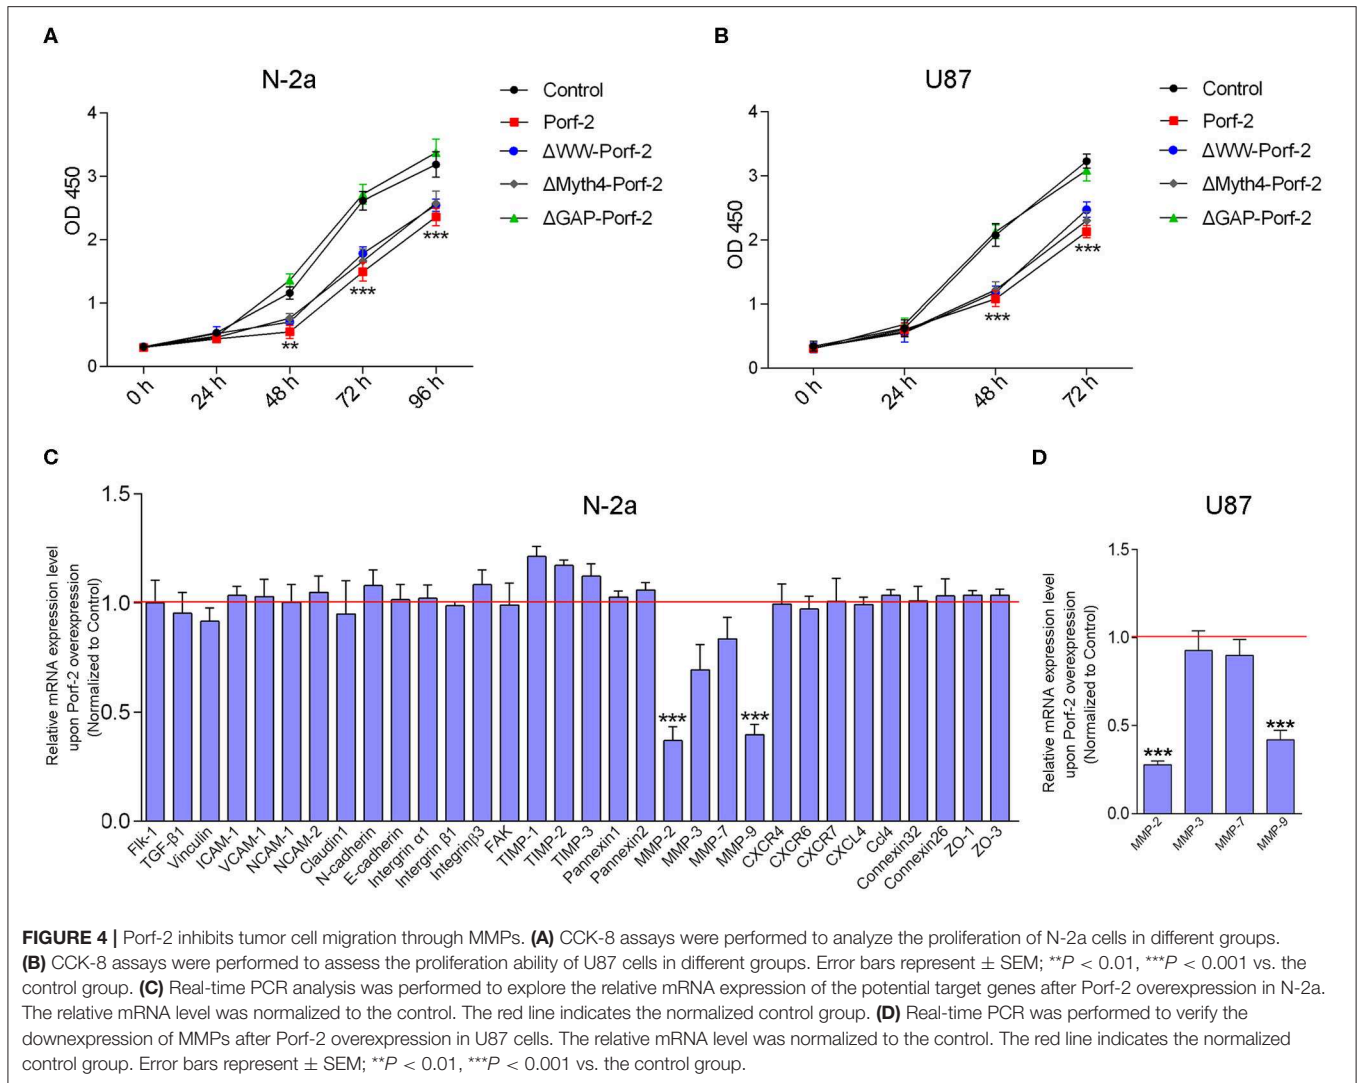 A
N-2a
OD 450
4
3
2
1
0
0 h
24 h
48 h
72 h
96 h
**
***
***
Control
Porf-2
ΔWW-Porf-2
ΔMyth4-Porf-2
ΔGAP-Porf-2
B
U87
OD 450
4
3
2
1
0
0 h
24 h
48 h
72 h
***
***
Control
Porf-2
ΔWW-Porf-2
ΔMyth4-Porf-2
ΔGAP-Porf-2
C
N-2a
Relative mRNA expression level
upon Porf-2 overexpression
(Normalized to Control)
1.5
1.0
0.5
0.0
***
***
Flk-1
TGF-β1
Vinculin
ICAM-1
VCAM-1
NCAM-1
NCAM-2
Claudin1
N-cadherin
E-cadherin
Intergrin α1
Intergrin β1
Integrinβ3
FAK
TIMP-1
TIMP-2
TIMP-3
Pannexin1
Pannexin2
MMP-2
MMP-3
MMP-7
MMP-9
CXCR4
CXCR6
CXCR7
CXCL4
Ccl4
Connexin32
Connexin26
ZO-1
ZO-3
D
U87
Relative mRNA expression level
upon Porf-2 overexpression
(Normalized to Control)
1.5
1.0
0.5
0.0
***
***
MMP-2
MMP-3
MMP-7
MMP-9
FIGURE 4 | Porf-2 inhibits tumor cell migration through MMPs. (A) CCK-8 assays were performed to analyze the proliferation of N-2a cells in different groups.
(B) CCK-8 assays were performed to assess the proliferation ability of U87 cells in different groups. Error bars represent ± SEM; **P < 0.01, ***P < 0.001 vs. the
control group. (C) Real-time PCR analysis was performed to explore the relative mRNA expression of the potential target genes after Porf-2 overexpression in N-2a.
The relative mRNA level was normalized to the control. The red line indicates the normalized control group. (D) Real-time PCR was performed to verify the
downexpression of MMPs after Porf-2 overexpression in U87 cells. The relative mRNA level was normalized to the control. The red line indicates the normalized
control group. Error bars represent ± SEM; **P < 0.01, ***P < 0.001 vs. the control group.